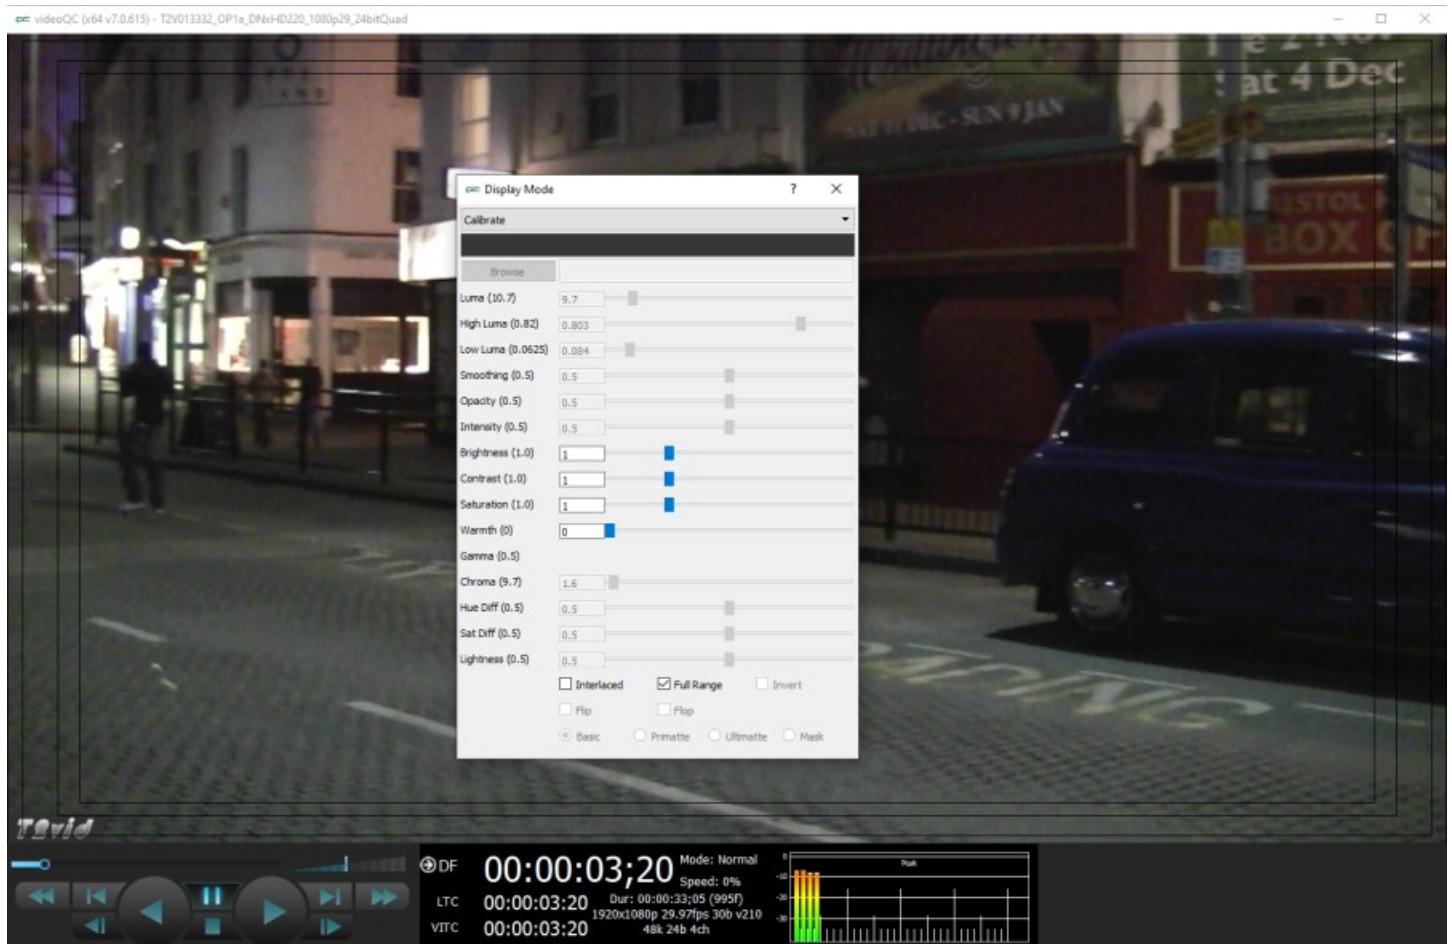 videoQC (x64 v7.0.615) - T2V013332_OP1a_DNxHD220_1080p29_24bitQuad
Sat 4 Dec
SUN 9 JAN
BOX
Display Mode
?
Calibrate
Browse
Luma (10.7) 9.7
High Luma (0.82) 0.803
Low Luma (0.0625) 0.084
Smoothing (0.5) 0.5
Opacity (0.5) 0.5
Intensity (0.5) 0.5
Brightness (1.0) 1
Contrast (1.0) 1
Saturation (1.0) 1
Warmth (0) 0
Gamma (0.5)
Chroma (9.7) 1.6
Hue Diff (0.5) 0.5
Sat Diff (0.5) 0.5
Lightness (0.5) 0.5
Interlaced Full Range Invert
Flip Flop
Basic Primatte Ultimatte Mask
T2vid
DF 00:00:03;20 Mode: Normal
Speed: 0%
LTC 00:00:03:20 Dur: 00:00:33;05 (995f)
1920x1080p 29.97fps 30b v210
VITC 00:00:03:20 48k 24b 4ch
Peak
0
-10
-20
-30